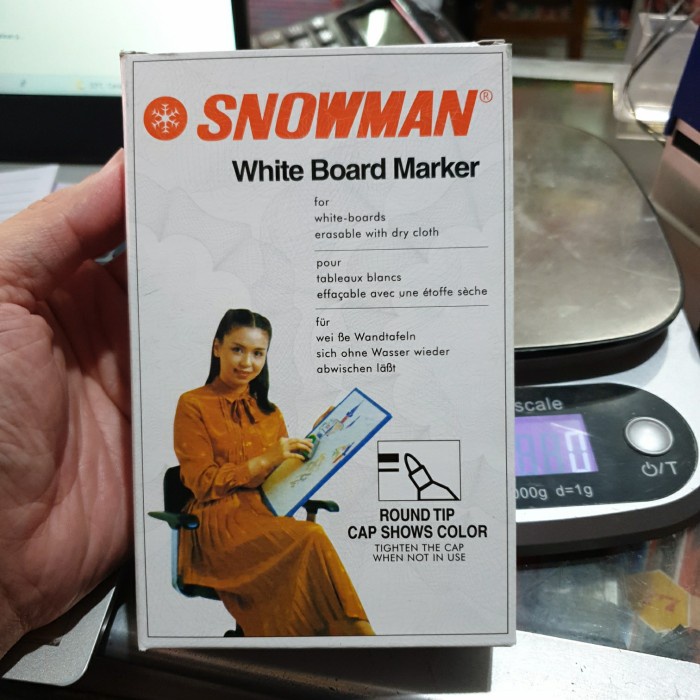 SNOWMAN®
White Board Marker
for
white-boards
erasable with dry cloth
pour
tableaux blancs
effaçable avec une étoffe sèche
für
wei ße Wandtafeln
sich ohne Wasser wieder
abwischen läßt
ROUND TIP
CAP SHOWS COLOR
TIGHTEN THE CAP
WHEN NOT IN USE
scale
000g d=1g
⏻/T